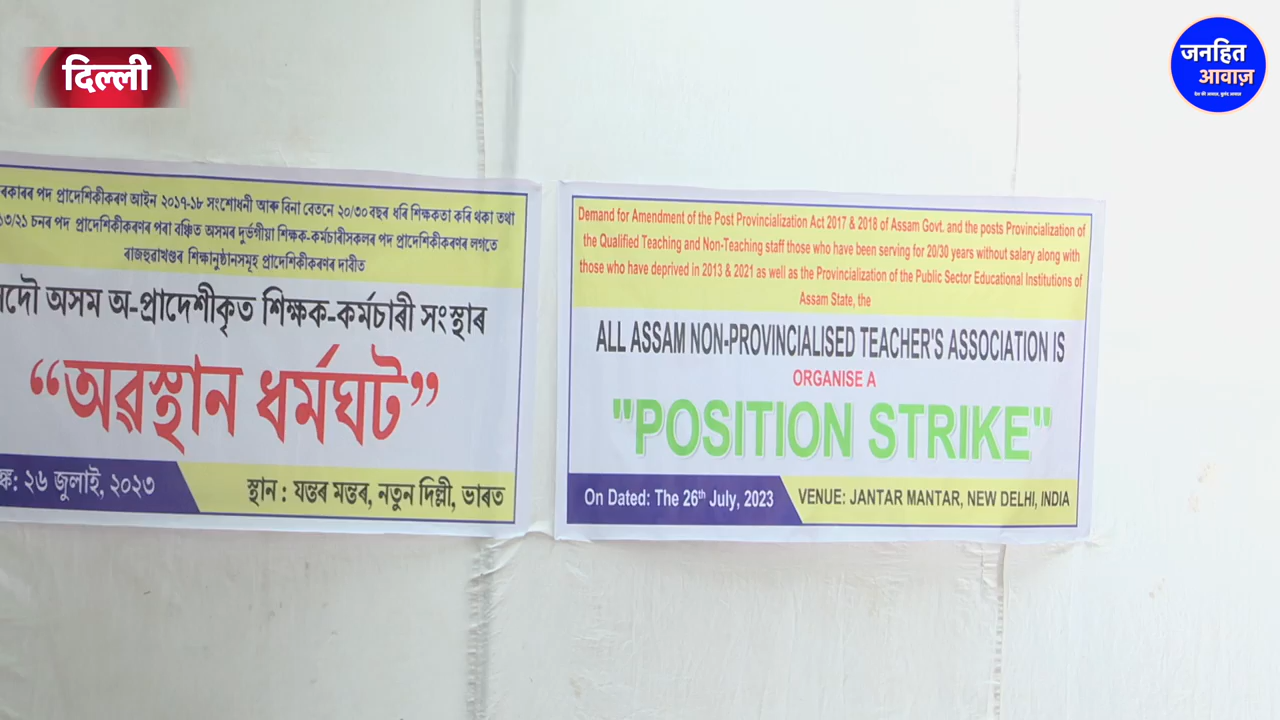 दिल्ली
जनहित
आवाज़
পদ প্ৰাদেশিকীকৰণ আইন ২০১৭-১৮ সংশোধনী আৰু বিনা বেতনে ২০/৩০ বছৰ ধৰি শিক্ষকতা কৰি থকা তথা
চনৰ পদ প্ৰাদেশিকীকৰণৰ পৰা বঞ্চিত অসমৰ দুৰ্ভগীয়া শিক্ষক-কৰ্মচাৰীসকলৰ পদ প্ৰাদেশিকীকৰণৰ লগতে
ৰাজহুৱাখণ্ডৰ শিক্ষানুষ্ঠানসমূহ প্ৰাদেশিকীকৰণৰ দাবীত
অসম অ-প্ৰাদেশীকৃত শিক্ষক-কৰ্মচাৰী সংস্থাৰ
“অৱস্থান ধৰ্মঘট”
২৬ জুলাই, ২০২৩
স্থান : যন্তৰ মন্তৰ, নতুন দিল্লী, ভাৰত
Demand for Amendment of the Post Provincialization Act 2017 & 2018 of Assam Govt. and the posts Provincialization of
the Qualified Teaching and Non-Teaching staff those who have been serving for 20/30 years without salary along with
those who have deprived in 2013 & 2021 as well as the Provincialization of the Public Sector Educational Institutions of
Assam State, the
ALL ASSAM NON-PROVINCIALISED TEACHER'S ASSOCIATION IS
ORGANISE A
"POSITION STRIKE"
On Dated: The 26th July, 2023
VENUE: JANTAR MANTAR, NEW DELHI, INDIA